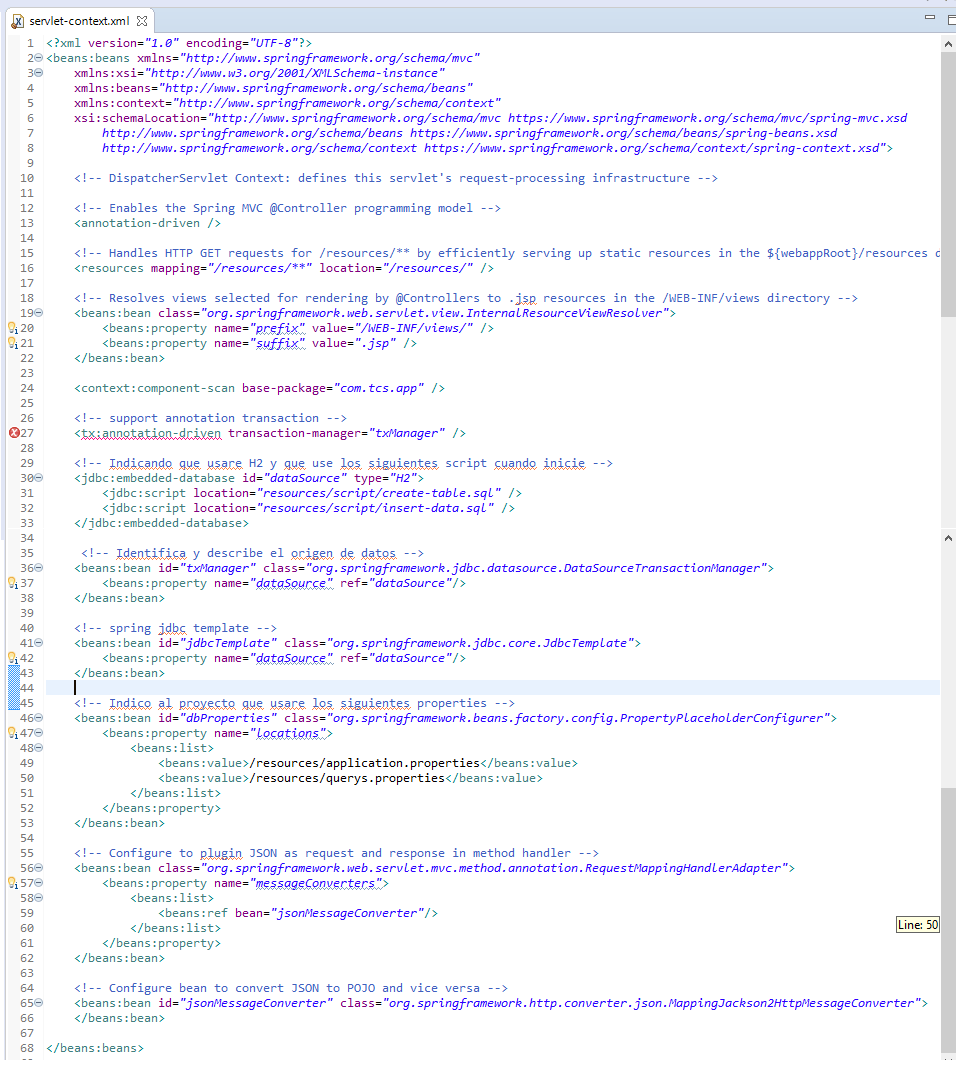 servlet-context.xml
1 <?xml version="1.0" encoding="UTF-8"?>
2 <beans:beans xmlns="http://www.springframework.org/schema/mvc"
3 xmlns:xsi="http://www.w3.org/2001/XMLSchema-instance"
4 xmlns:beans="http://www.springframework.org/schema/beans"
5 xmlns:context="http://www.springframework.org/schema/context"
6 xsi:schemaLocation="http://www.springframework.org/schema/mvc https://www.springframework.org/schema/mvc/spring-mvc.xsd
7 http://www.springframework.org/schema/beans https://www.springframework.org/schema/beans/spring-beans.xsd
8 http://www.springframework.org/schema/context https://www.springframework.org/schema/context/spring-context.xsd">
9
10 <!-- DispatcherServlet Context: defines this servlet's request-processing infrastructure -->
11
12 <!-- Enables the Spring MVC @Controller programming model -->
13 <annotation-driven />
14
15 <!-- Handles HTTP GET requests for /resources/** by efficiently serving up static resources in the ${webappRoot}/resources
16 <resources mapping="/resources/**" location="/resources/" />
17
18 <!-- Resolves views selected for rendering by @Controllers to .jsp resources in the /WEB-INF/views directory -->
19 <beans:bean class="org.springframework.web.servlet.view.InternalResourceViewResolver">
20 <beans:property name="prefix" value="/WEB-INF/views/" />
21 <beans:property name="suffix" value=".jsp" />
22 </beans:bean>
23
24 <context:component-scan base-package="com.tcs.app" />
25
26 <!-- support annotation transaction -->
27 <tx:annotation-driven transaction-manager="txManager" />
28
29 <!-- Indicando que usare H2 y que use los siguientes script cuando inicie -->
30 <jdbc:embedded-database id="dataSource" type="H2">
31 <jdbc:script location="resources/script/create-table.sql" />
32 <jdbc:script location="resources/script/insert-data.sql" />
33 </jdbc:embedded-database>
34
35 <!-- Identifica y describe el origen de datos -->
36 <beans:bean id="txManager" class="org.springframework.jdbc.datasource.DataSourceTransactionManager">
37 <beans:property name="dataSource" ref="dataSource"/>
38 </beans:bean>
39
40 <!-- spring jdbc template -->
41 <beans:bean id="jdbcTemplate" class="org.springframework.jdbc.core.JdbcTemplate">
42 <beans:property name="dataSource" ref="dataSource"/>
43 </beans:bean>
44
45 <!-- Indico al proyecto que usare los siguientes properties -->
46 <beans:bean id="dbProperties" class="org.springframework.beans.factory.config.PropertyPlaceholderConfigurer">
47 <beans:property name="locations">
48 <beans:list>
49 <beans:value>/resources/application.properties</beans:value>
50 <beans:value>/resources/querys.properties</beans:value>
51 </beans:list>
52 </beans:property>
53 </beans:bean>
54
55 <!-- Configure to plugin JSON as request and response in method handler -->
56 <beans:bean class="org.springframework.web.servlet.mvc.method.annotation.RequestMappingHandlerAdapter">
57 <beans:property name="messageConverters">
58 <beans:list>
59 <beans:ref bean="jsonMessageConverter"/>
Line: 50
60 </beans:list>
61 </beans:property>
62 </beans:bean>
63
64 <!-- Configure bean to convert JSON to POJO and vice versa -->
65 <beans:bean id="jsonMessageConverter" class="org.springframework.http.converter.json.MappingJackson2HttpMessageConverter">
66 </beans:bean>
67
68 </beans:beans>